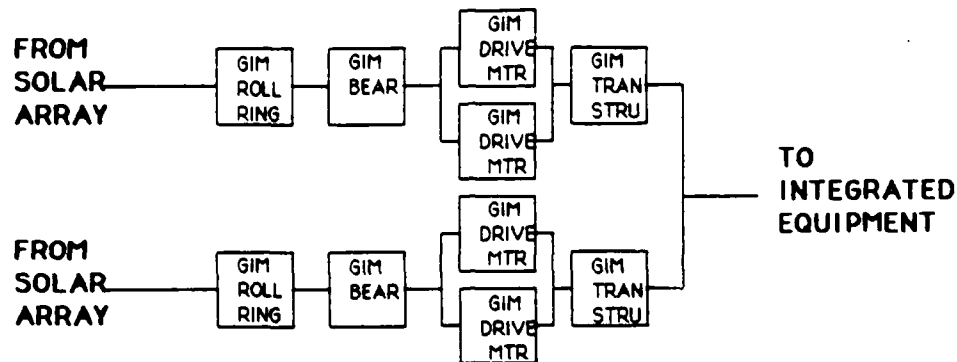 FROM
SOLAR
ARRAY
GIM
ROLL
RING
GIM
BEAR
GIM
DRIVE
MTR
GIM
DRIVE
MTR
GIM
TRAN
STRU
FROM
SOLAR
ARRAY
GIM
ROLL
RING
GIM
BEAR
GIM
DRIVE
MTR
GIM
DRIVE
MTR
GIM
TRAN
STRU
TO
INTEGRATED
EQUIPMENT